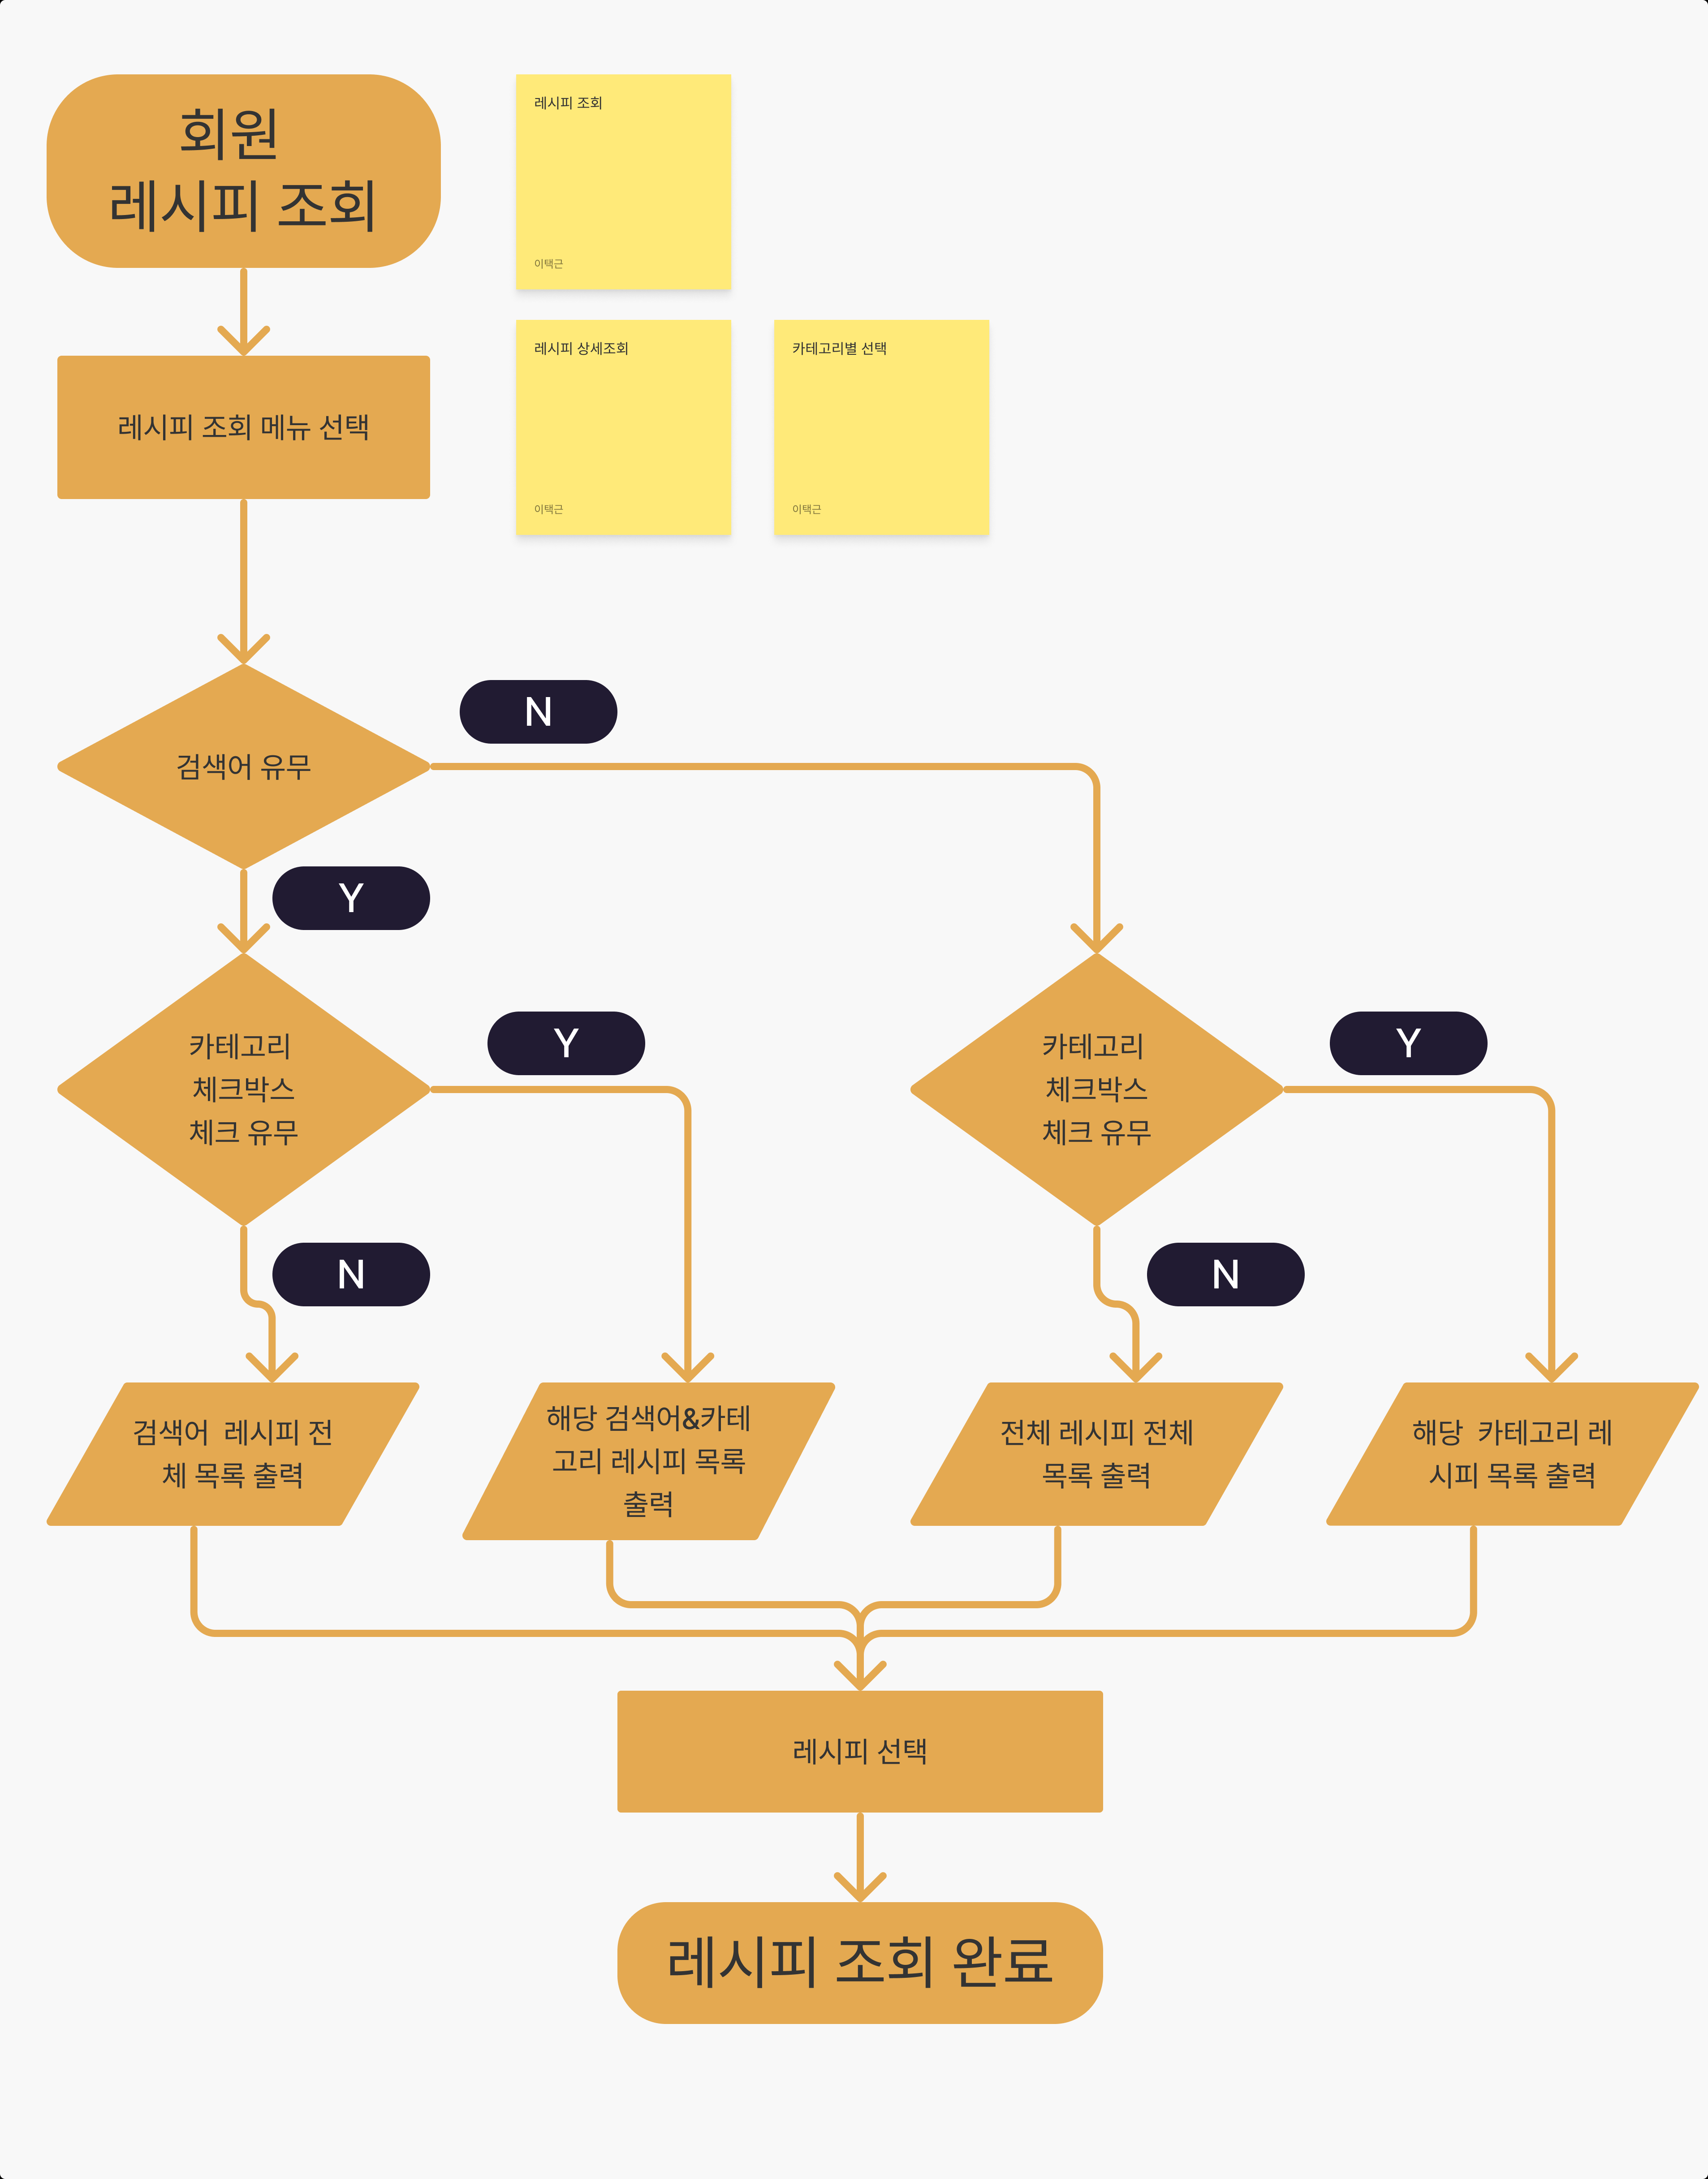 회원
레시피 조회
레시피 조회
이택근
레시피 상세조회
이택근
카테고리별 선택
이택근
레시피 조회 메뉴 선택
검색어 유무
N
Y
카테고리
체크박스
체크 유무
Y
N
카테고리
체크박스
체크 유무
Y
N
검색어 레시피 전
체 목록 출력
해당 검색어&카테
고리 레시피 목록
출력
전체 레시피 전체
목록 출력
해당 카테고리 레
시피 목록 출력
레시피 선택
레시피 조회 완료